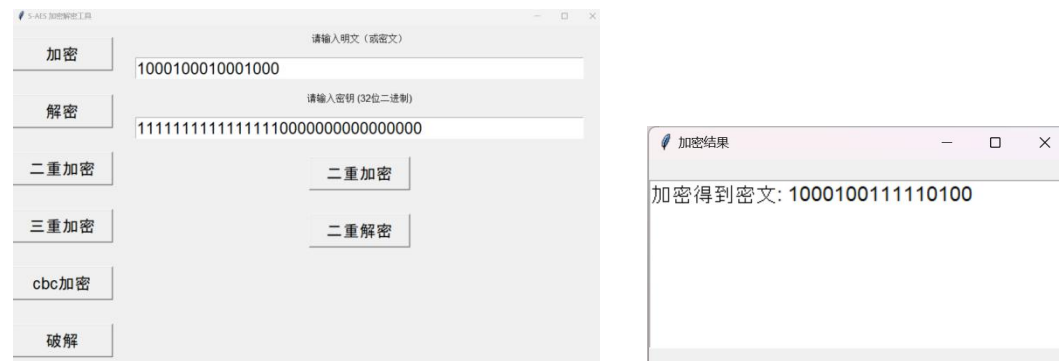 S-AES 加密解密工具
加密
解密
二重加密
三重加密
cbc加密
破解
请输入明文（或密文）
1000100010001000
请输入密钥 (32位二进制)
11111111111111110000000000000000
二重加密
二重解密
加密结果
加密得到密文: 1000100111110100